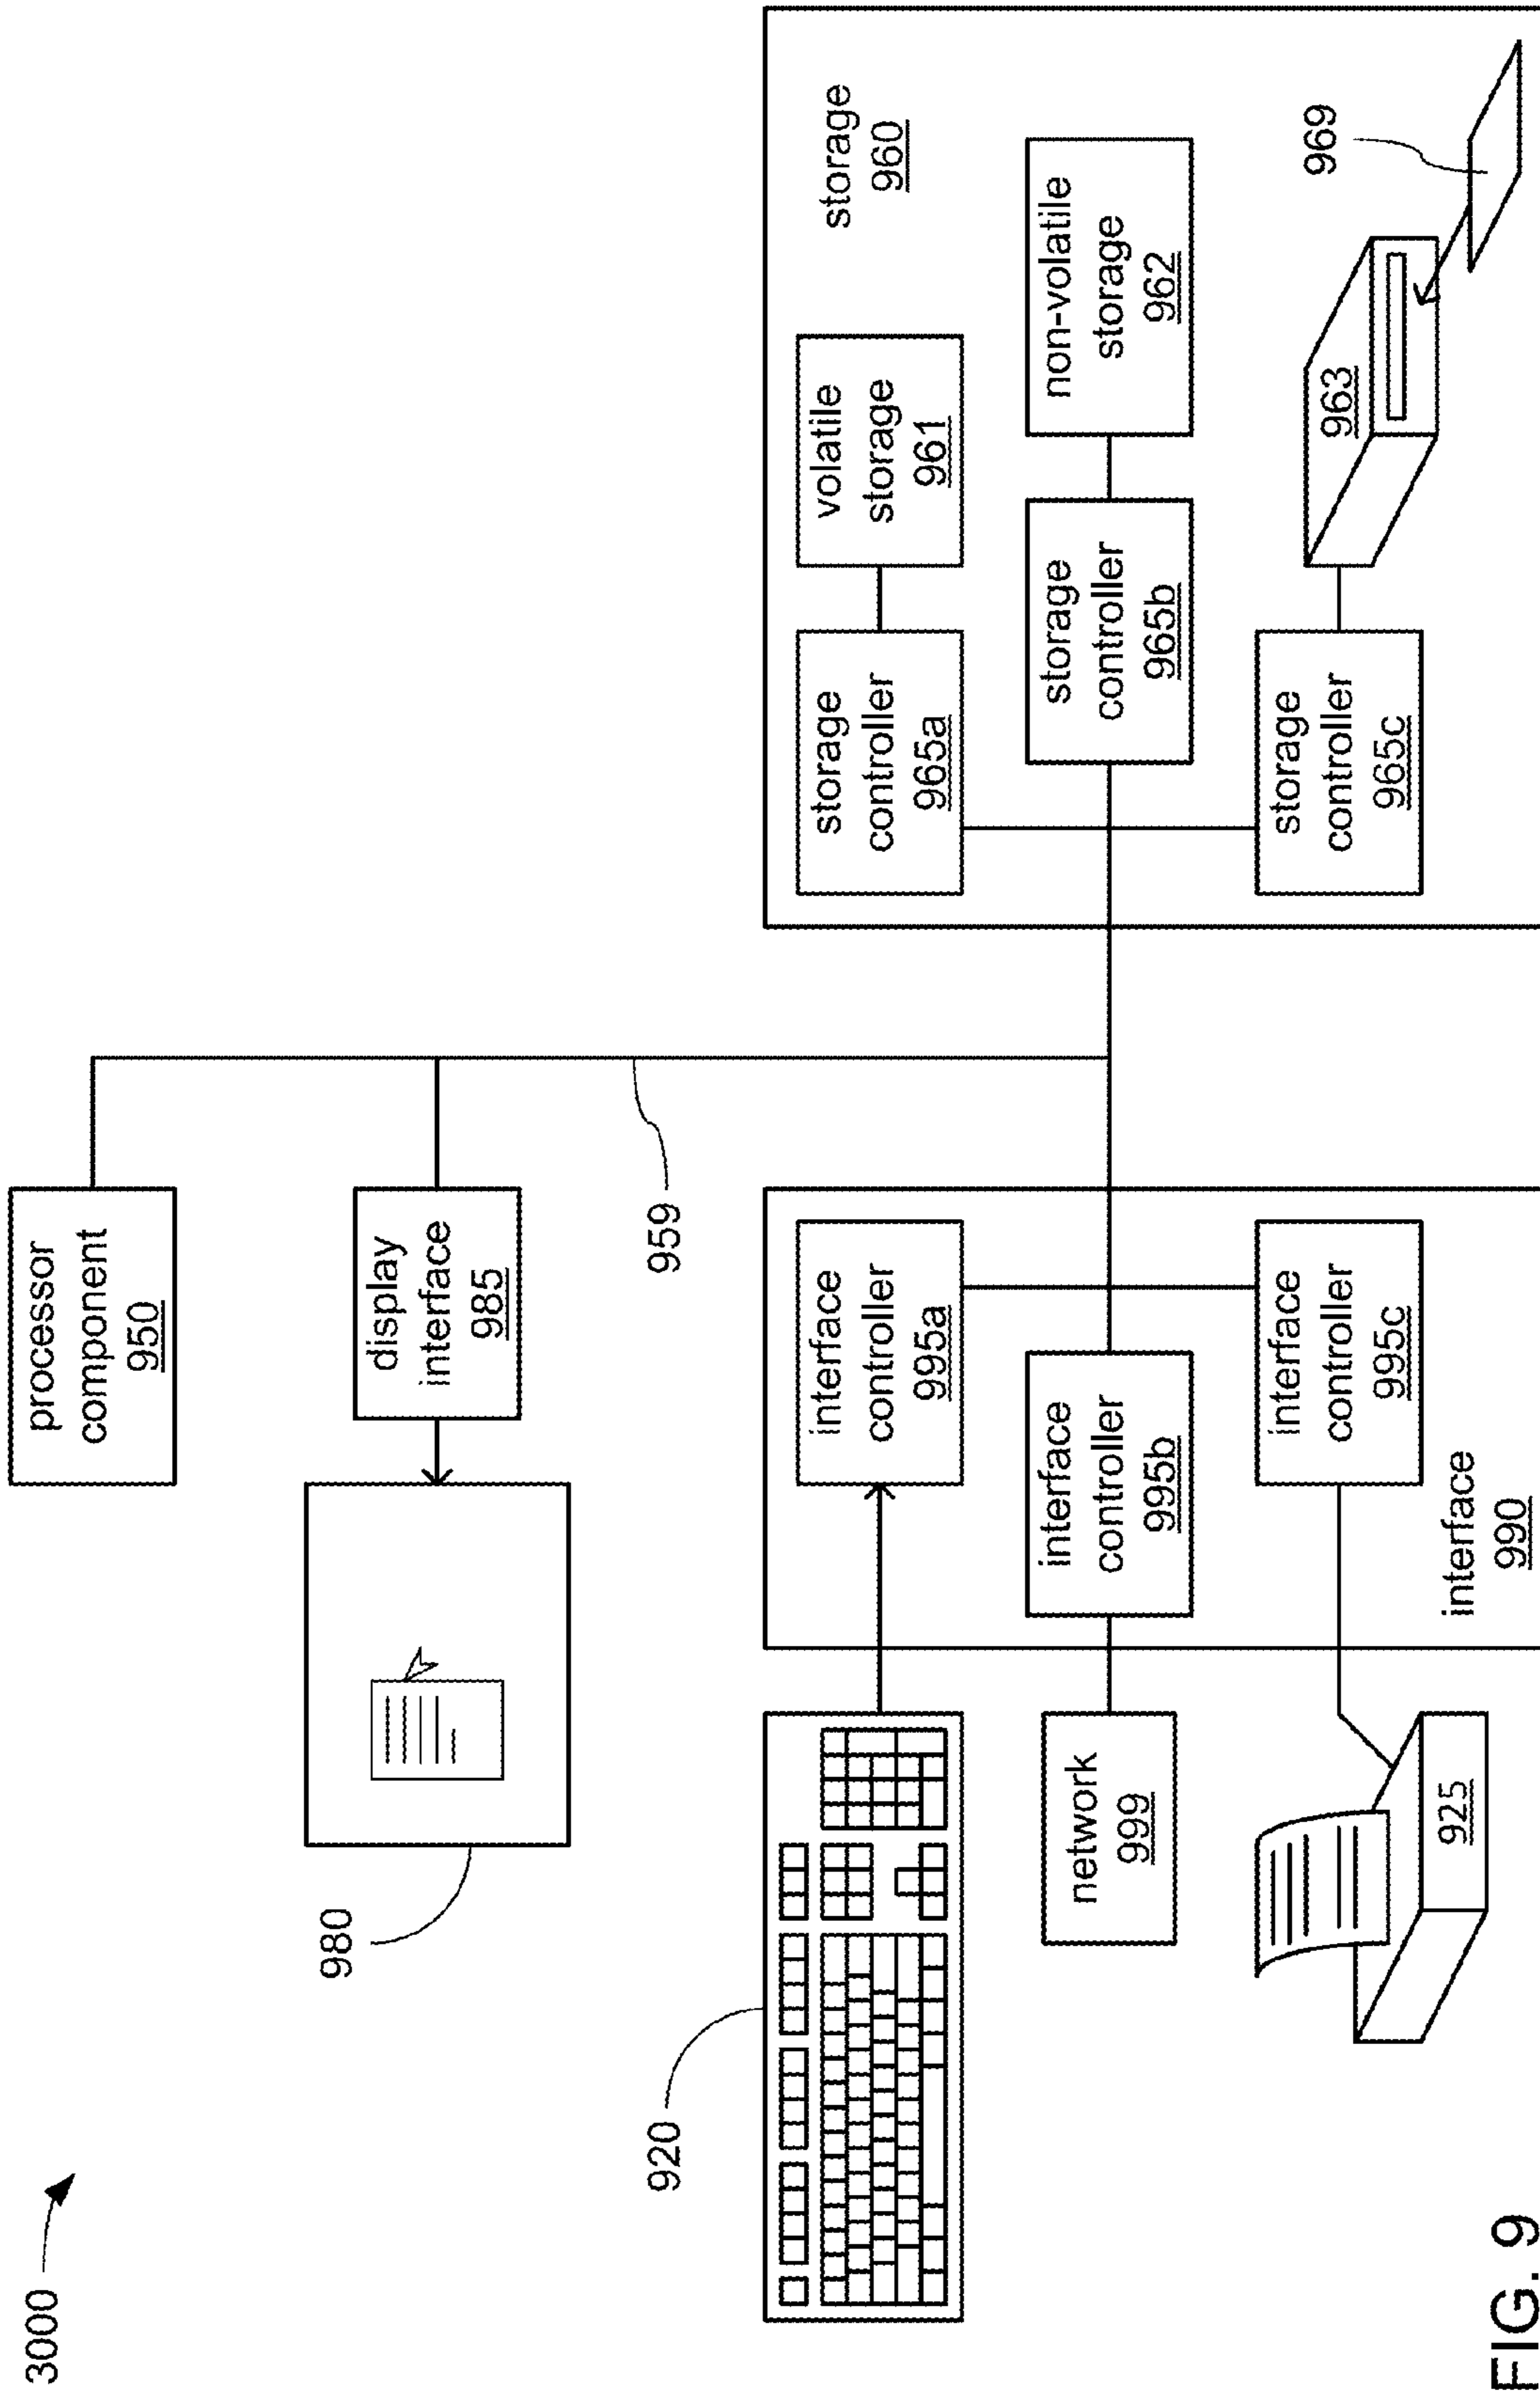 3000
processor
component
950
980
display
interface
985
959
920
storage
960
interface
controller
995a
storage
controller
965a
volatile
storage
961
network
999
interface
controller
995b
storage
controller
965b
non-volatile
storage
962
925
interface
controller
995c
storage
controller
965c
963
969
interface
990
FIG. 9